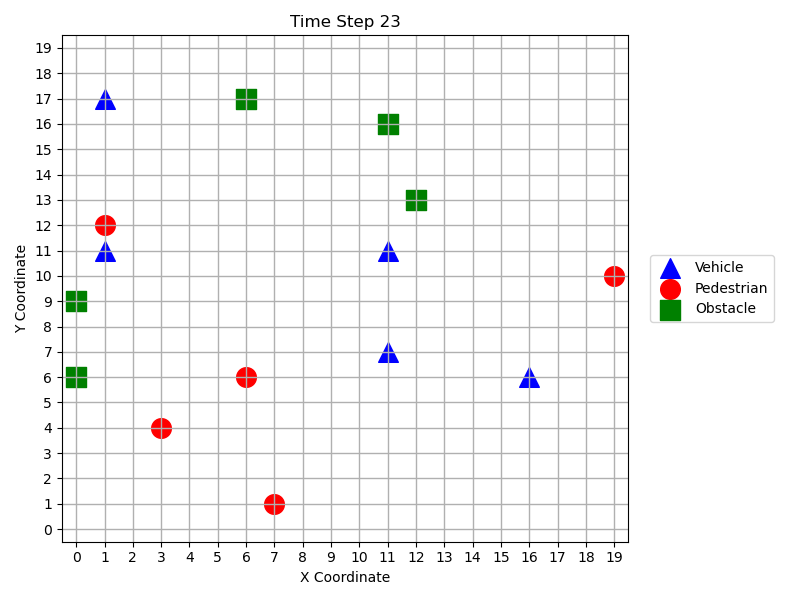 Time Step 23
19
18
17
16
15
14
13
12
11
10
9
8
7
6
5
4
3
2
1
0
Y Coordinate
0 1 2 3 4 5 6 7 8 9 10 11 12 13 14 15 16 17 18 19
X Coordinate
Vehicle
Pedestrian
Obstacle